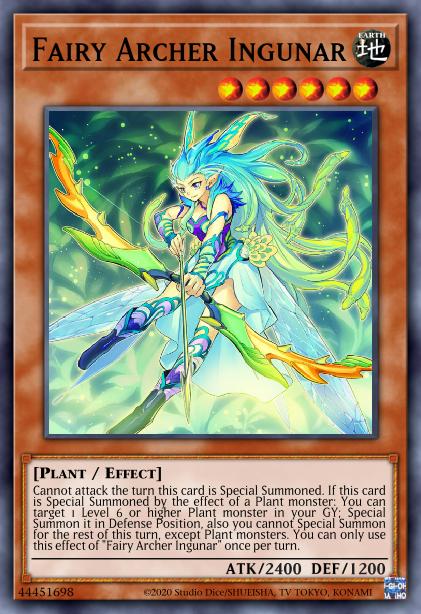 FAIRY ARCHER INGUNAR
EARTH
地
[PLANT / EFFECT]
Cannot attack the turn this card is Special Summoned. If this card
is Special Summoned by the effect of a Plant monster: You can
target 1 Level 6 or higher Plant monster in your GY; Special
Summon it in Defense Position, also you cannot Special Summon
for the rest of this turn, except Plant monsters. You can only use
this effect of "Fairy Archer Ingunar" once per turn.
ATK/2400 DEF/1200
44451698
©2020 Studio Dice/SHUEISHA, TV TOKYO, KONAMI